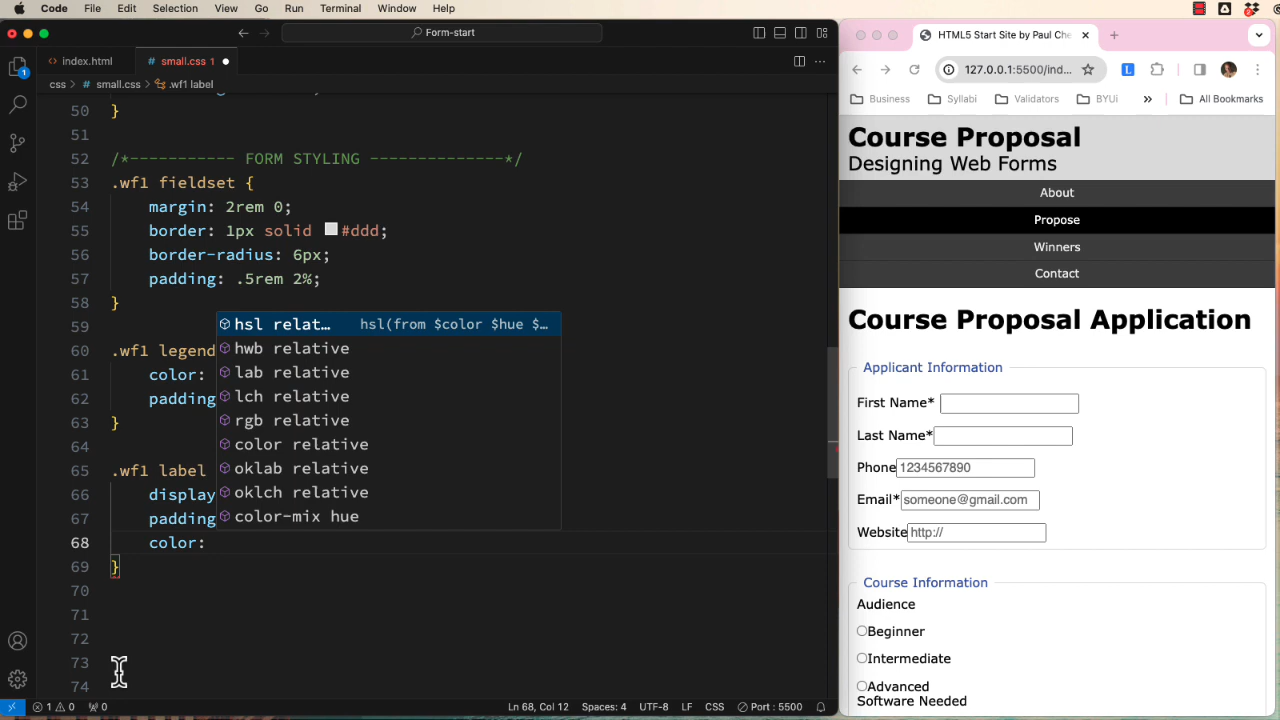 Code File Edit Selection View Go Run Terminal Window Help
Form-start
index.html
small.css 1
css > # small.css > .wf1 label
50 }
51
52 /*----------- FORM STYLING --------------*/
53 .wf1 fieldset {
54 margin: 2rem 0;
55 border: 1px solid #ddd;
56 border-radius: 6px;
57 padding: .5rem 2%;
58 }
59
60 .wf1 legend
61 color:
62 padding
63 }
64
65 .wf1 label
66 display
67 padding
68 color:
69 }
70
71
72
73
74
hsl relat… hsl(from $color $hue $…
hwb relative
lab relative
lch relative
rgb relative
color relative
oklab relative
oklch relative
color-mix hue
1 0 0
Ln 68, Col 12 Spaces: 4 UTF-8 LF CSS Port : 5500
HTML5 Start Site by Paul Che
127.0.0.1:5500/ind...
Business Syllabi Validators BYUi » All Bookmarks
Course Proposal
Designing Web Forms
About
Propose
Winners
Contact
Course Proposal Application
Applicant Information
First Name*
Last Name*
Phone 1234567890
Email* someone@gmail.com
Website http://
Course Information
Audience
Beginner
Intermediate
Advanced
Software Needed